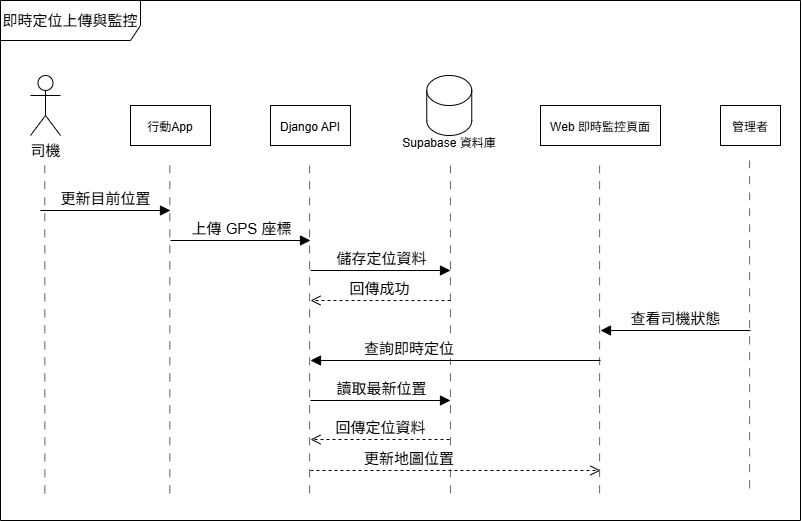 即時定位上傳與監控
司機
行動App
Django API
Supabase 資料庫
Web 即時監控頁面
管理者
更新目前位置
上傳 GPS 座標
儲存定位資料
回傳成功
查看司機狀態
查詢即時定位
讀取最新位置
回傳定位資料
更新地圖位置